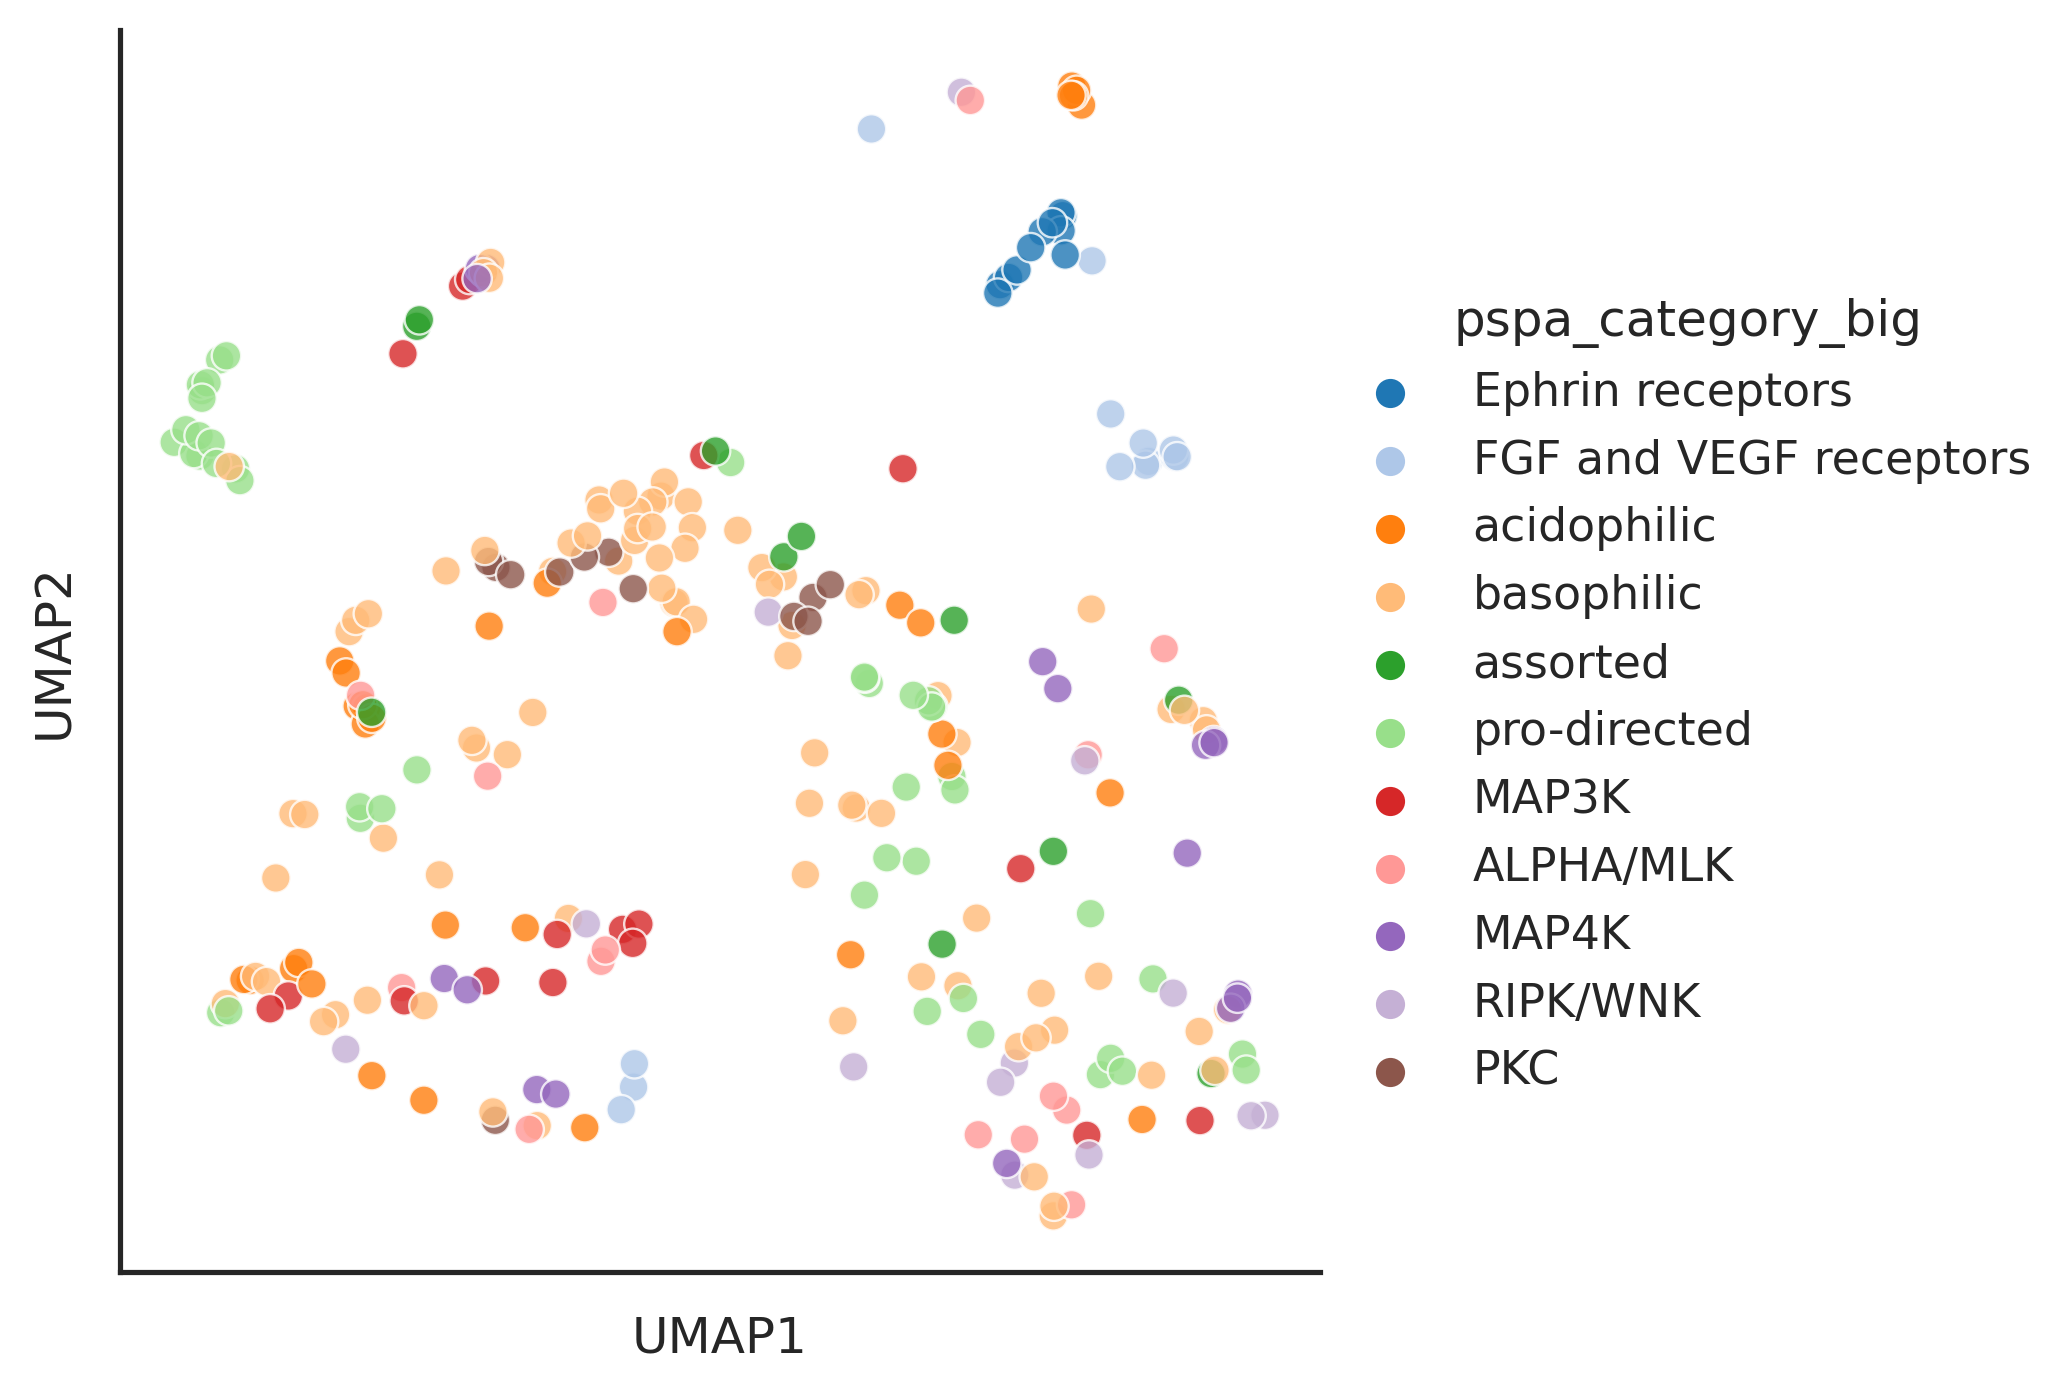 UMAP2
UMAP1
pspa_category_big
Ephrin receptors
FGF and VEGF receptors
acidophilic
basophilic
assorted
pro-directed
MAP3K
ALPHA/MLK
MAP4K
RIPK/WNK
PKC